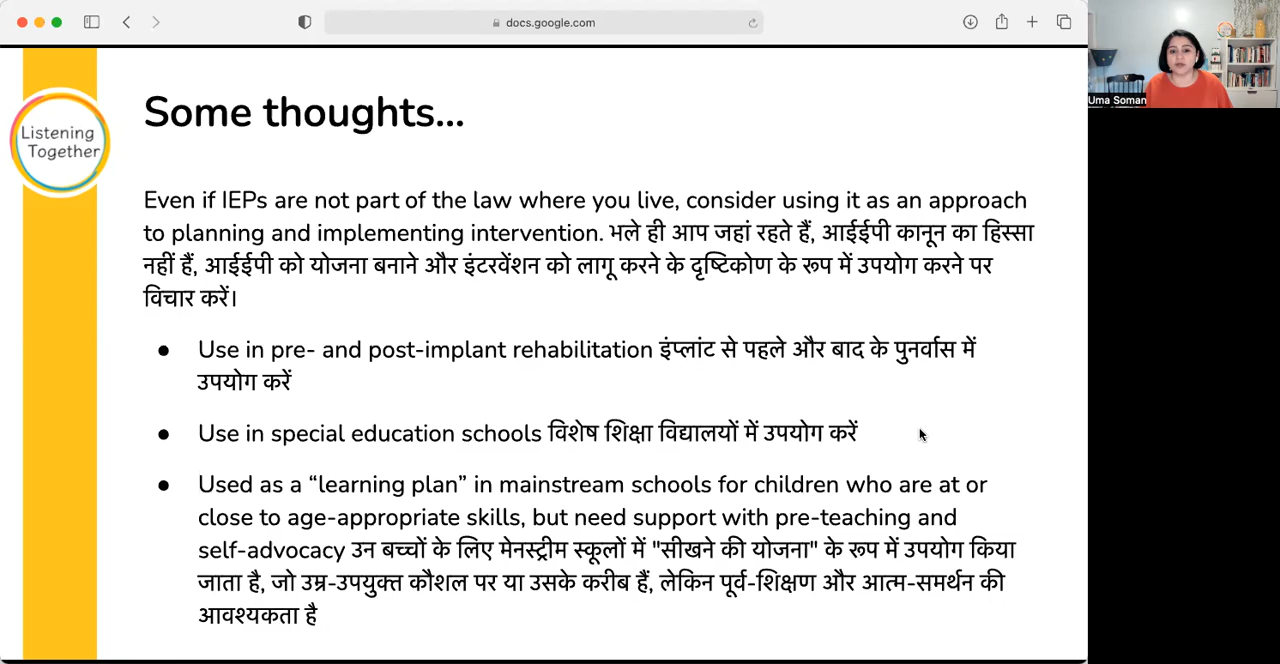 docs.google.com
Uma Soman
Listening
Together
Some thoughts...
Even if IEPs are not part of the law where you live, consider using it as an approach
to planning and implementing intervention. भले ही आप जहां रहते हैं, आईईपी कानून का हिस्सा
नहीं हैं, आईईपी को योजना बनाने और इंटरवेंशन को लागू करने के दृष्टिकोण के रूप में उपयोग करने पर
विचार करें।
● Use in pre- and post-implant rehabilitation इंप्लांट से पहले और बाद के पुनर्वास में
उपयोग करें
● Use in special education schools विशेष शिक्षा विद्यालयों में उपयोग करें
● Used as a “learning plan” in mainstream schools for children who are at or
close to age-appropriate skills, but need support with pre-teaching and
self-advocacy उन बच्चों के लिए मेनस्ट्रीम स्कूलों में "सीखने की योजना" के रूप में उपयोग किया
जाता है, जो उम्र-उपयुक्त कौशल पर या उसके करीब हैं, लेकिन पूर्व-शिक्षण और आत्म-समर्थन की
आवश्यकता है